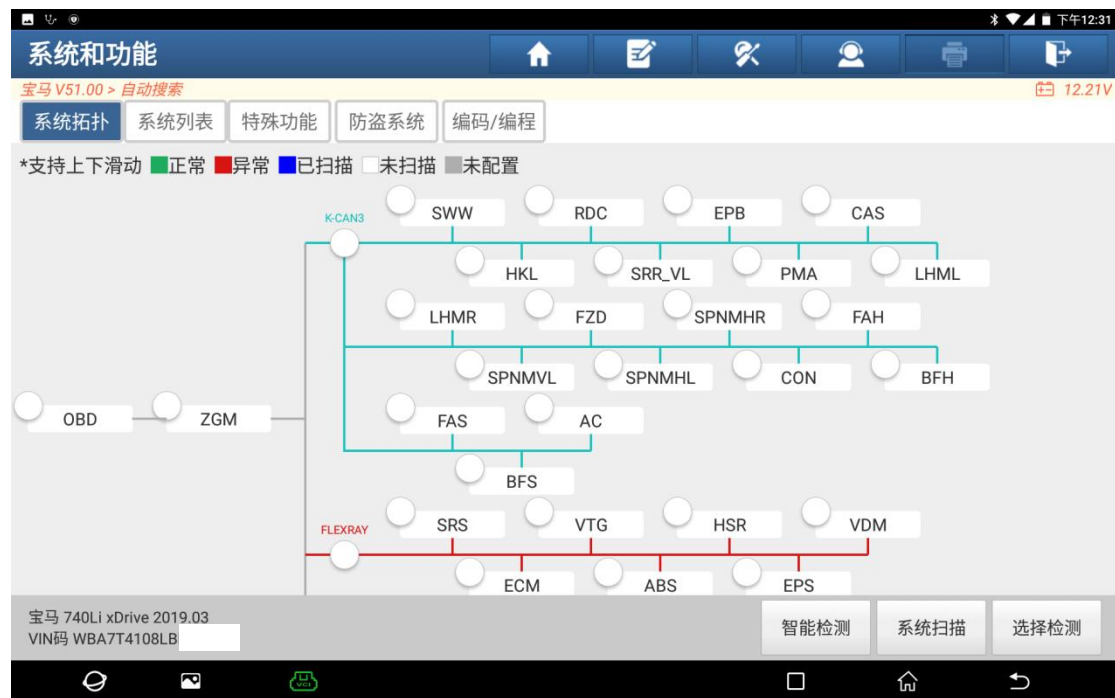 下午12:31
系统和功能
宝马 V51.00 > 自动搜索
12.21V
系统拓扑 系统列表 特殊功能 防盗系统 编码/编程
*支持上下滑动 正常 异常 已扫描 未扫描 未配置
K-CAN3
SWW RDC EPB CAS
HKL SRR_VL PMA LHML
LHMR FZD SPNMHR FAH
SPNMVL SPNMHL CON BFH
OBD ZGM FAS AC
BFS
FLEXRAY
SRS VTG HSR VDM
ECM ABS EPS
宝马 740Li xDrive 2019.03
VIN码 WBA7T4108LB
智能检测 系统扫描 选择检测
VCI